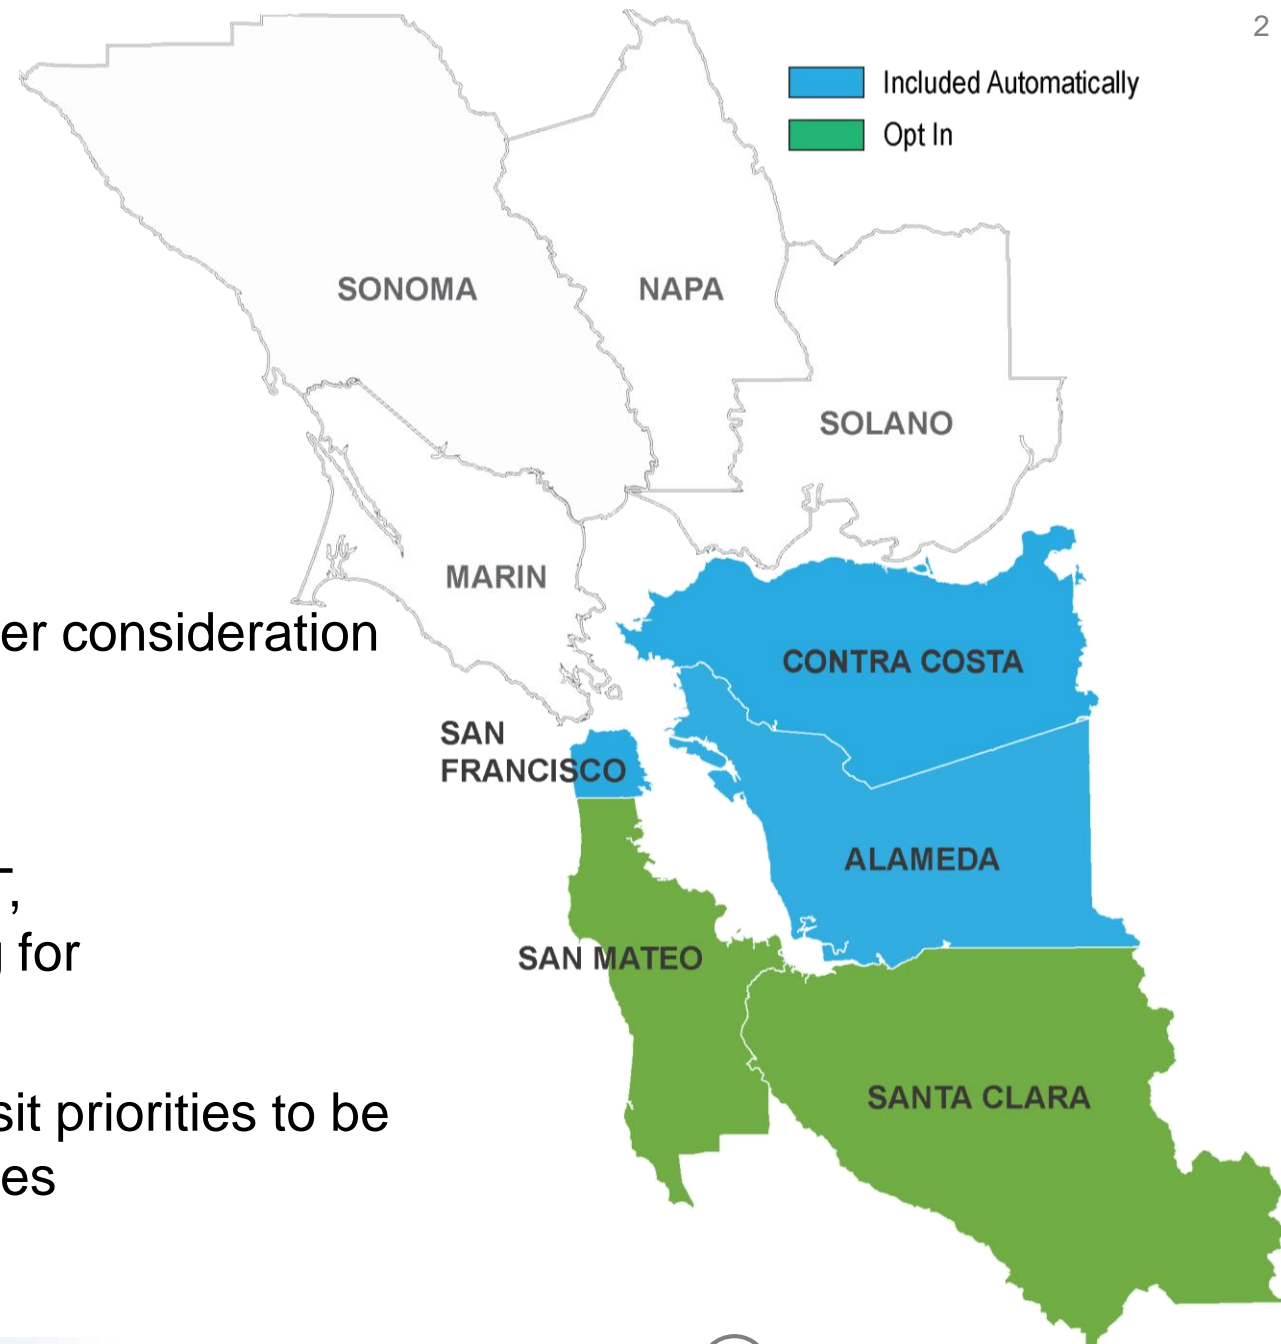 2
Included Automatically
Opt In
SONOMA
NAPA
SOLANO
MARIN
er consideration
CONTRA COSTA
SAN
FRANCISCO
ALAMEDA
,
for
SAN MATEO
sit priorities to be
SANTA CLARA
es